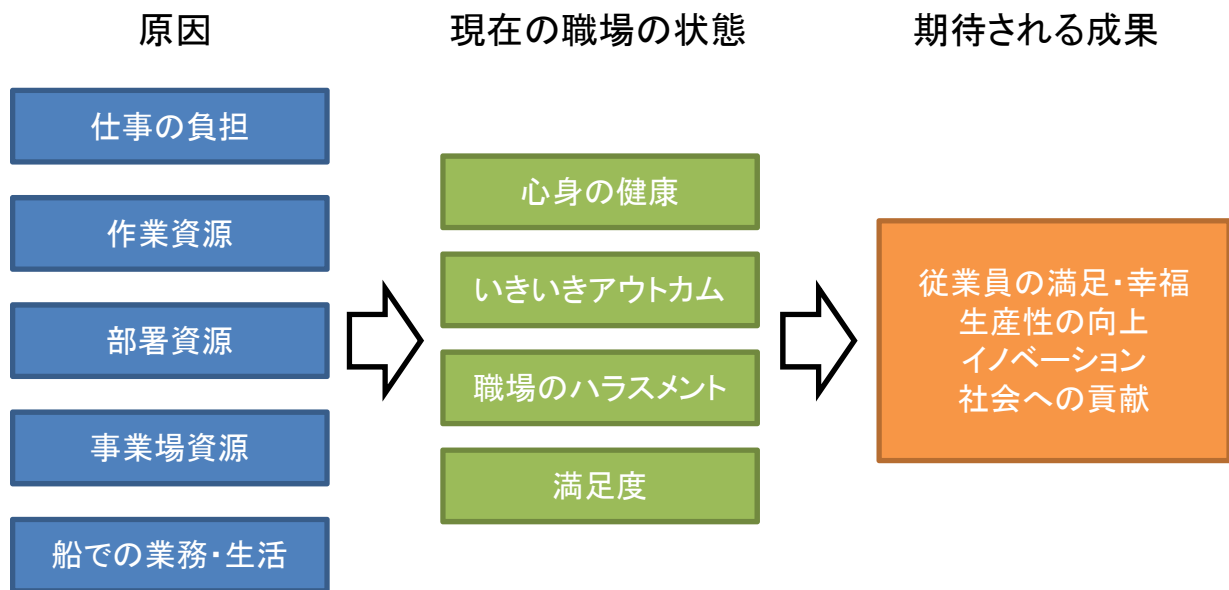 原因
仕事の負担
作業資源
部署資源
事業場資源
船での業務・生活
現在の職場の状態
心身の健康
いきいきアウトカム
職場のハラスメント
満足度
期待される成果
従業員の満足・幸福
生産性の向上
イノベーション
社会への貢献